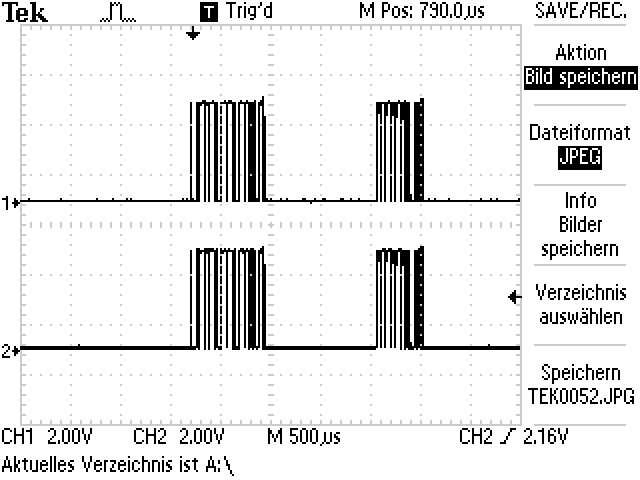 Tek T Trig'd M Pos: 790.0µs SAVE/REC.
Aktion
Bild speichern
Dateiformat
JPEG
Info
Bilder
speichern
Verzeichnis
auswählen
Speichern
TEK0052.JPG
1
2
CH1 2.00V CH2 2.00V M 500µs CH2 2.16V
Aktuelles Verzeichnis ist A:\